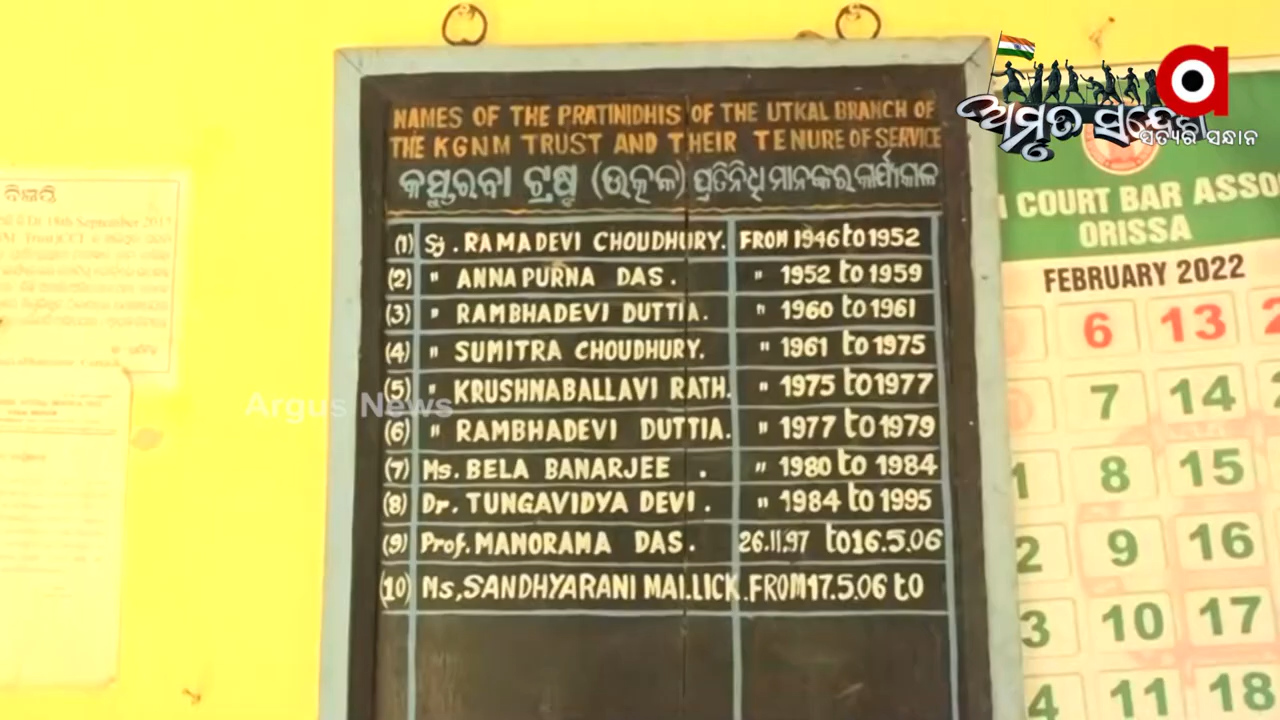 NAMES OF THE PRATINIDHIS OF THE UTKAL BRANCH OF
THE KGNM TRUST AND THEIR TENURE OF SERVICE
କସ୍ତୁରବା ଟ୍ରଷ୍ଟ (ଉତ୍କଳ) ପ୍ରତିନିଧି ମାନଙ୍କର କାର୍ଯ୍ୟକାଳ
(1) Sj. RAMADEVI CHOUDHURY. FROM 1946 to 1952
(2) " ANNAPURNA DAS. " 1952 to 1959
(3) " RAMBHADEVI DUTTIA. " 1960 to 1961
(4) " SUMITRA CHOUDHURY. " 1961 to 1975
(5) " KRUSHNABALLAVI RATH. " 1975 to 1977
(6) " RAMBHADEVI DUTTIA. " 1977 to 1979
(7) Ms. BELA BANARJEE . " 1980 to 1984
(8) Dr. TUNGAVIDYA DEVI . " 1984 to 1995
(9) Prof. MANORAMA DAS. 26.11.97 to 16.5.06
(10) Ms, SANDHYARANI MALLICK. FROM 17.5.06 to
ଅମୃତ ସନ୍ଦେଶ
ସତ୍ୟର ସନ୍ଧାନ
COURT BAR ASSO
ORISSA
FEBRUARY 2022
6 13 2
7 14
1 8 15
2 9 16
3 10 17
4 11 18
ବିଜ୍ଞପ୍ତି
18th September 2017
Argus News